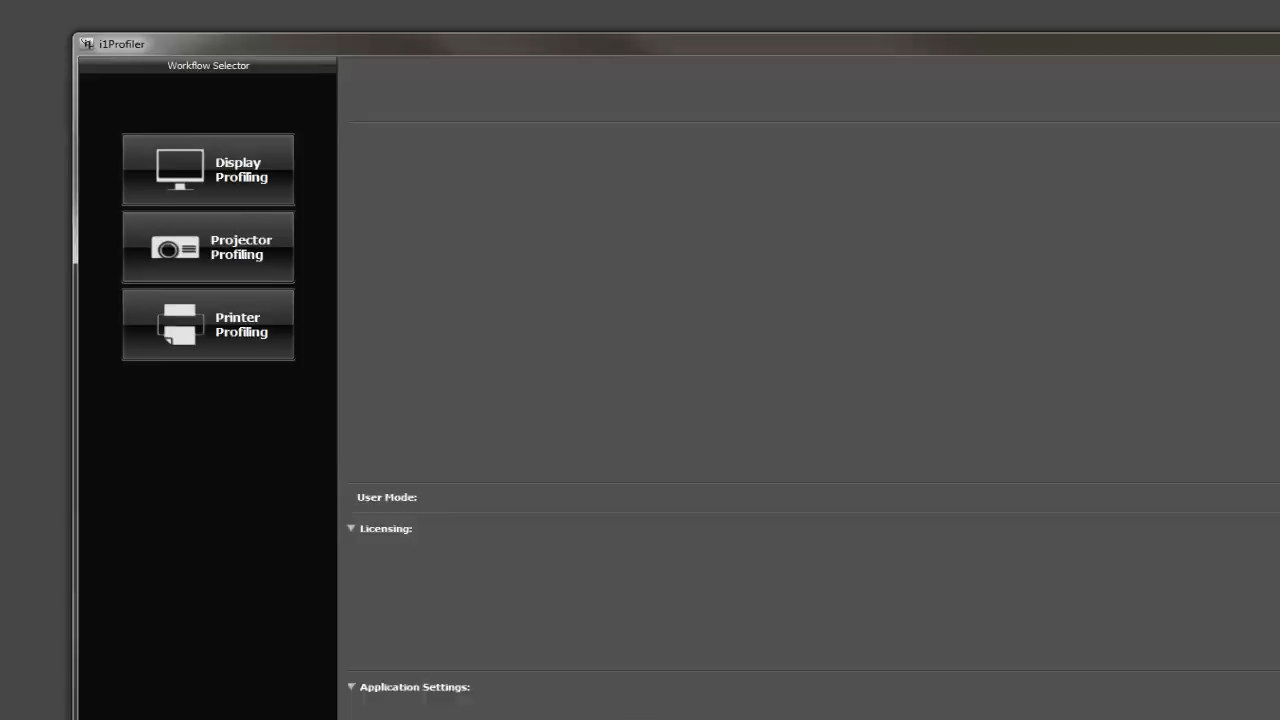 i1Profiler
Workflow Selector
Display
Profiling
Projector
Profiling
Printer
Profiling
User Mode:
Licensing:
Application Settings: